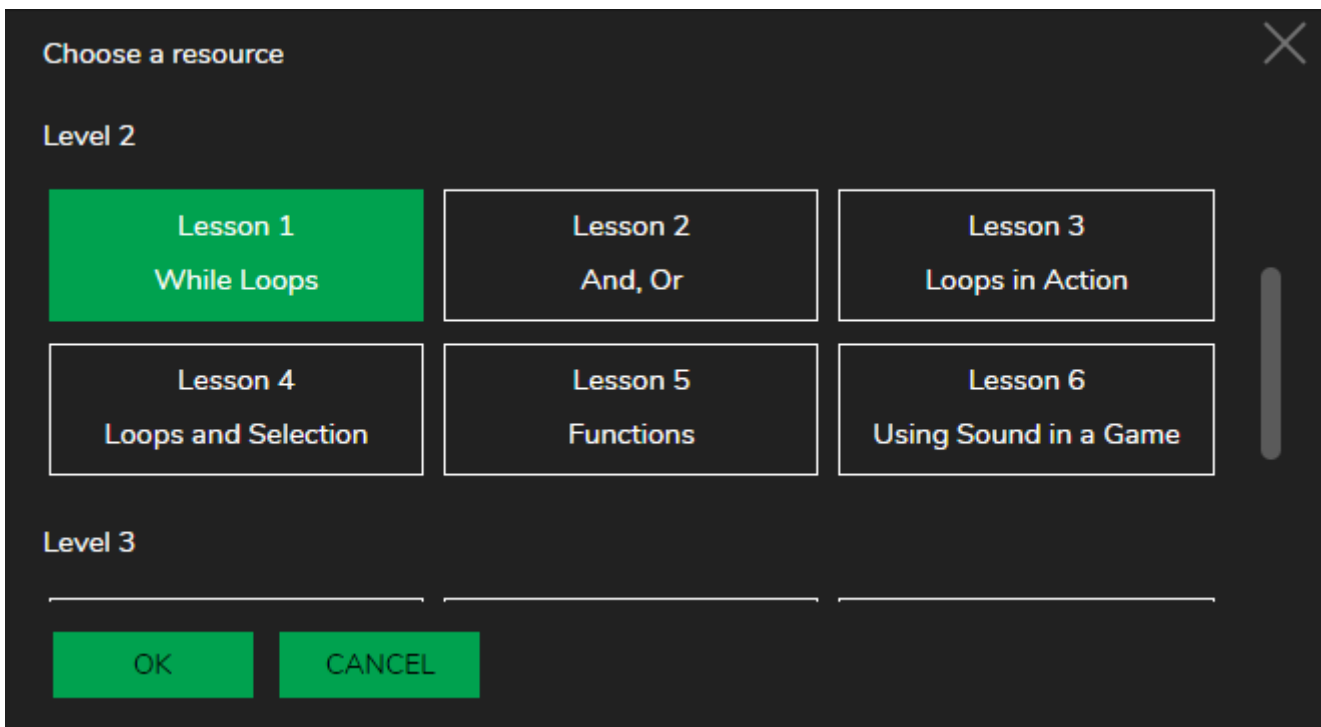 Choose a resource
Level 2
Lesson 1
While Loops
Lesson 2
And, Or
Lesson 3
Loops in Action
Lesson 4
Loops and Selection
Lesson 5
Functions
Lesson 6
Using Sound in a Game
Level 3
OK
CANCEL